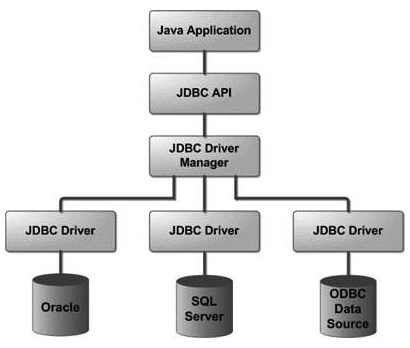 Java Application
JDBC API
JDBC Driver
Manager
JDBC Driver
JDBC Driver
JDBC Driver
Oracle
SQL
Server
ODBC
Data
Source